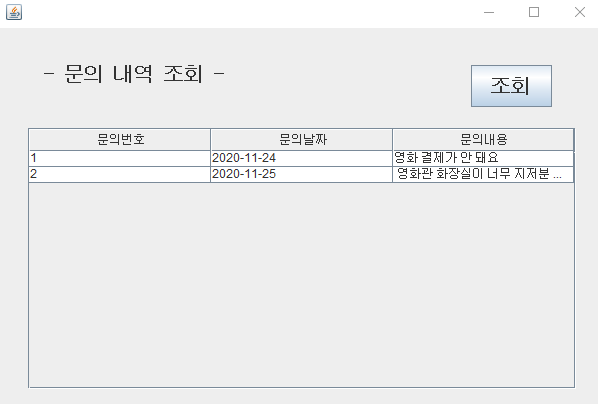 - 문의 내역 조회 -
조회
문의번호 문의날짜 문의내용
1 2020-11-24 영화 결제가 안 돼요
2 2020-11-25 영화관 화장실이 너무 지저분 ...